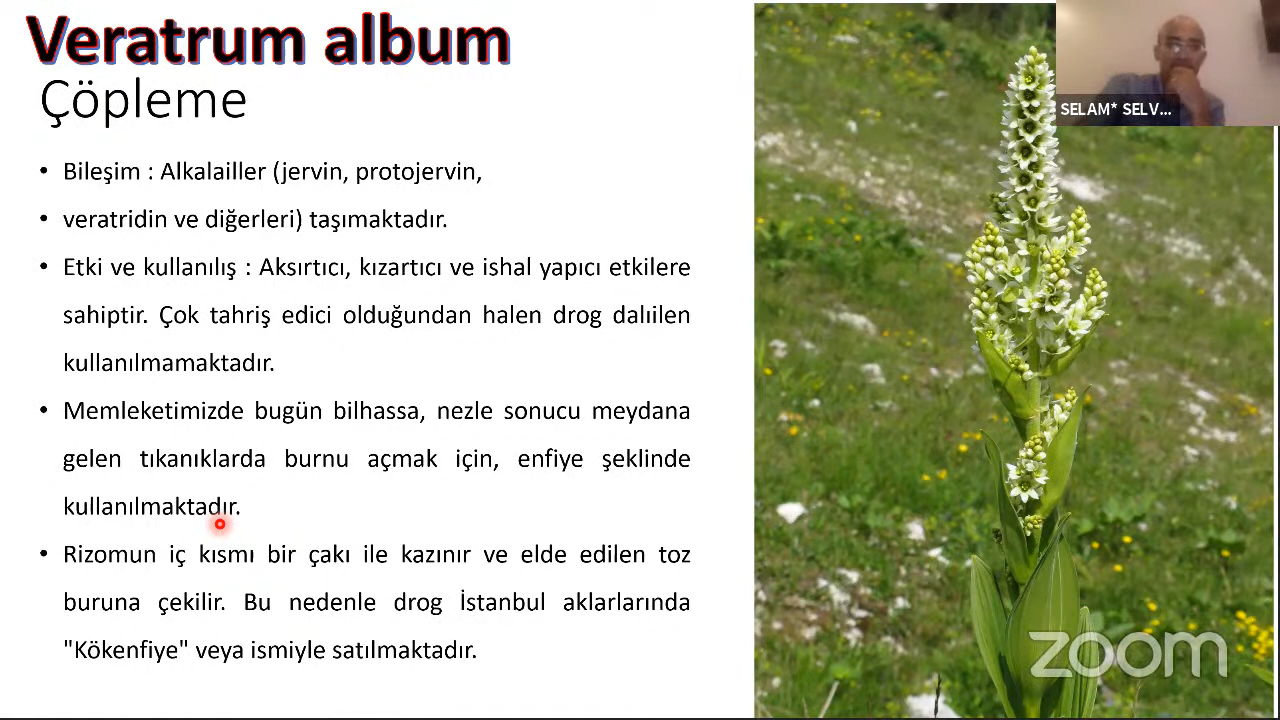 Veratrum album
Çöpleme
SELAM* SELV...
• Bileşim : Alkalailler (jervin, protojervin,
• veratridin ve diğerleri) taşımaktadır.
• Etki ve kullanılış : Aksırtıcı, kızartıcı ve ishal yapıcı etkilere
sahiptir. Çok tahriş edici olduğundan halen drog dalıilen
kullanılmamaktadır.
• Memleketimizde bugün bilhassa, nezle sonucu meydana
gelen tıkanıklarda burnu açmak için, enfiye şeklinde
kullanılmaktadır.
• Rizomun iç kısmı bir çakı ile kazınır ve elde edilen toz
buruna çekilir. Bu nedenle drog İstanbul aklarlarında
"Kökenfiye" veya ismiyle satılmaktadır.
zoom